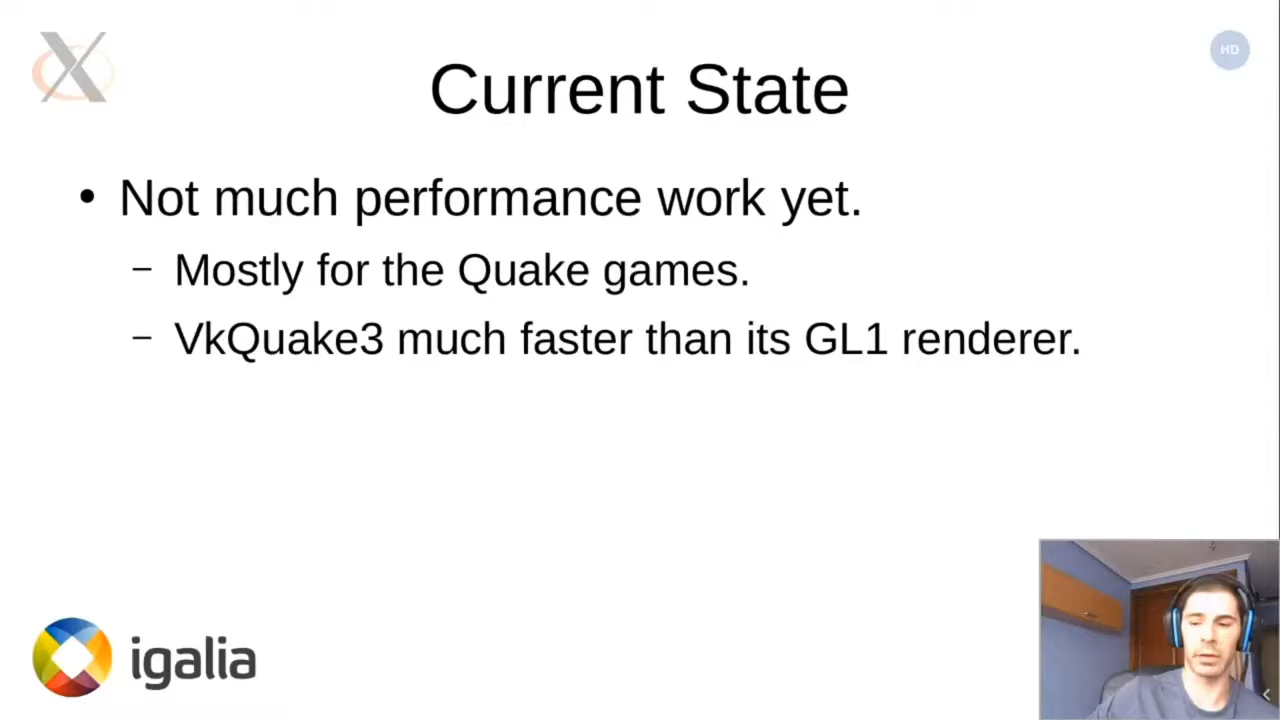 HD
Current State
• Not much performance work yet.
– Mostly for the Quake games.
– VkQuake3 much faster than its GL1 renderer.
igalia